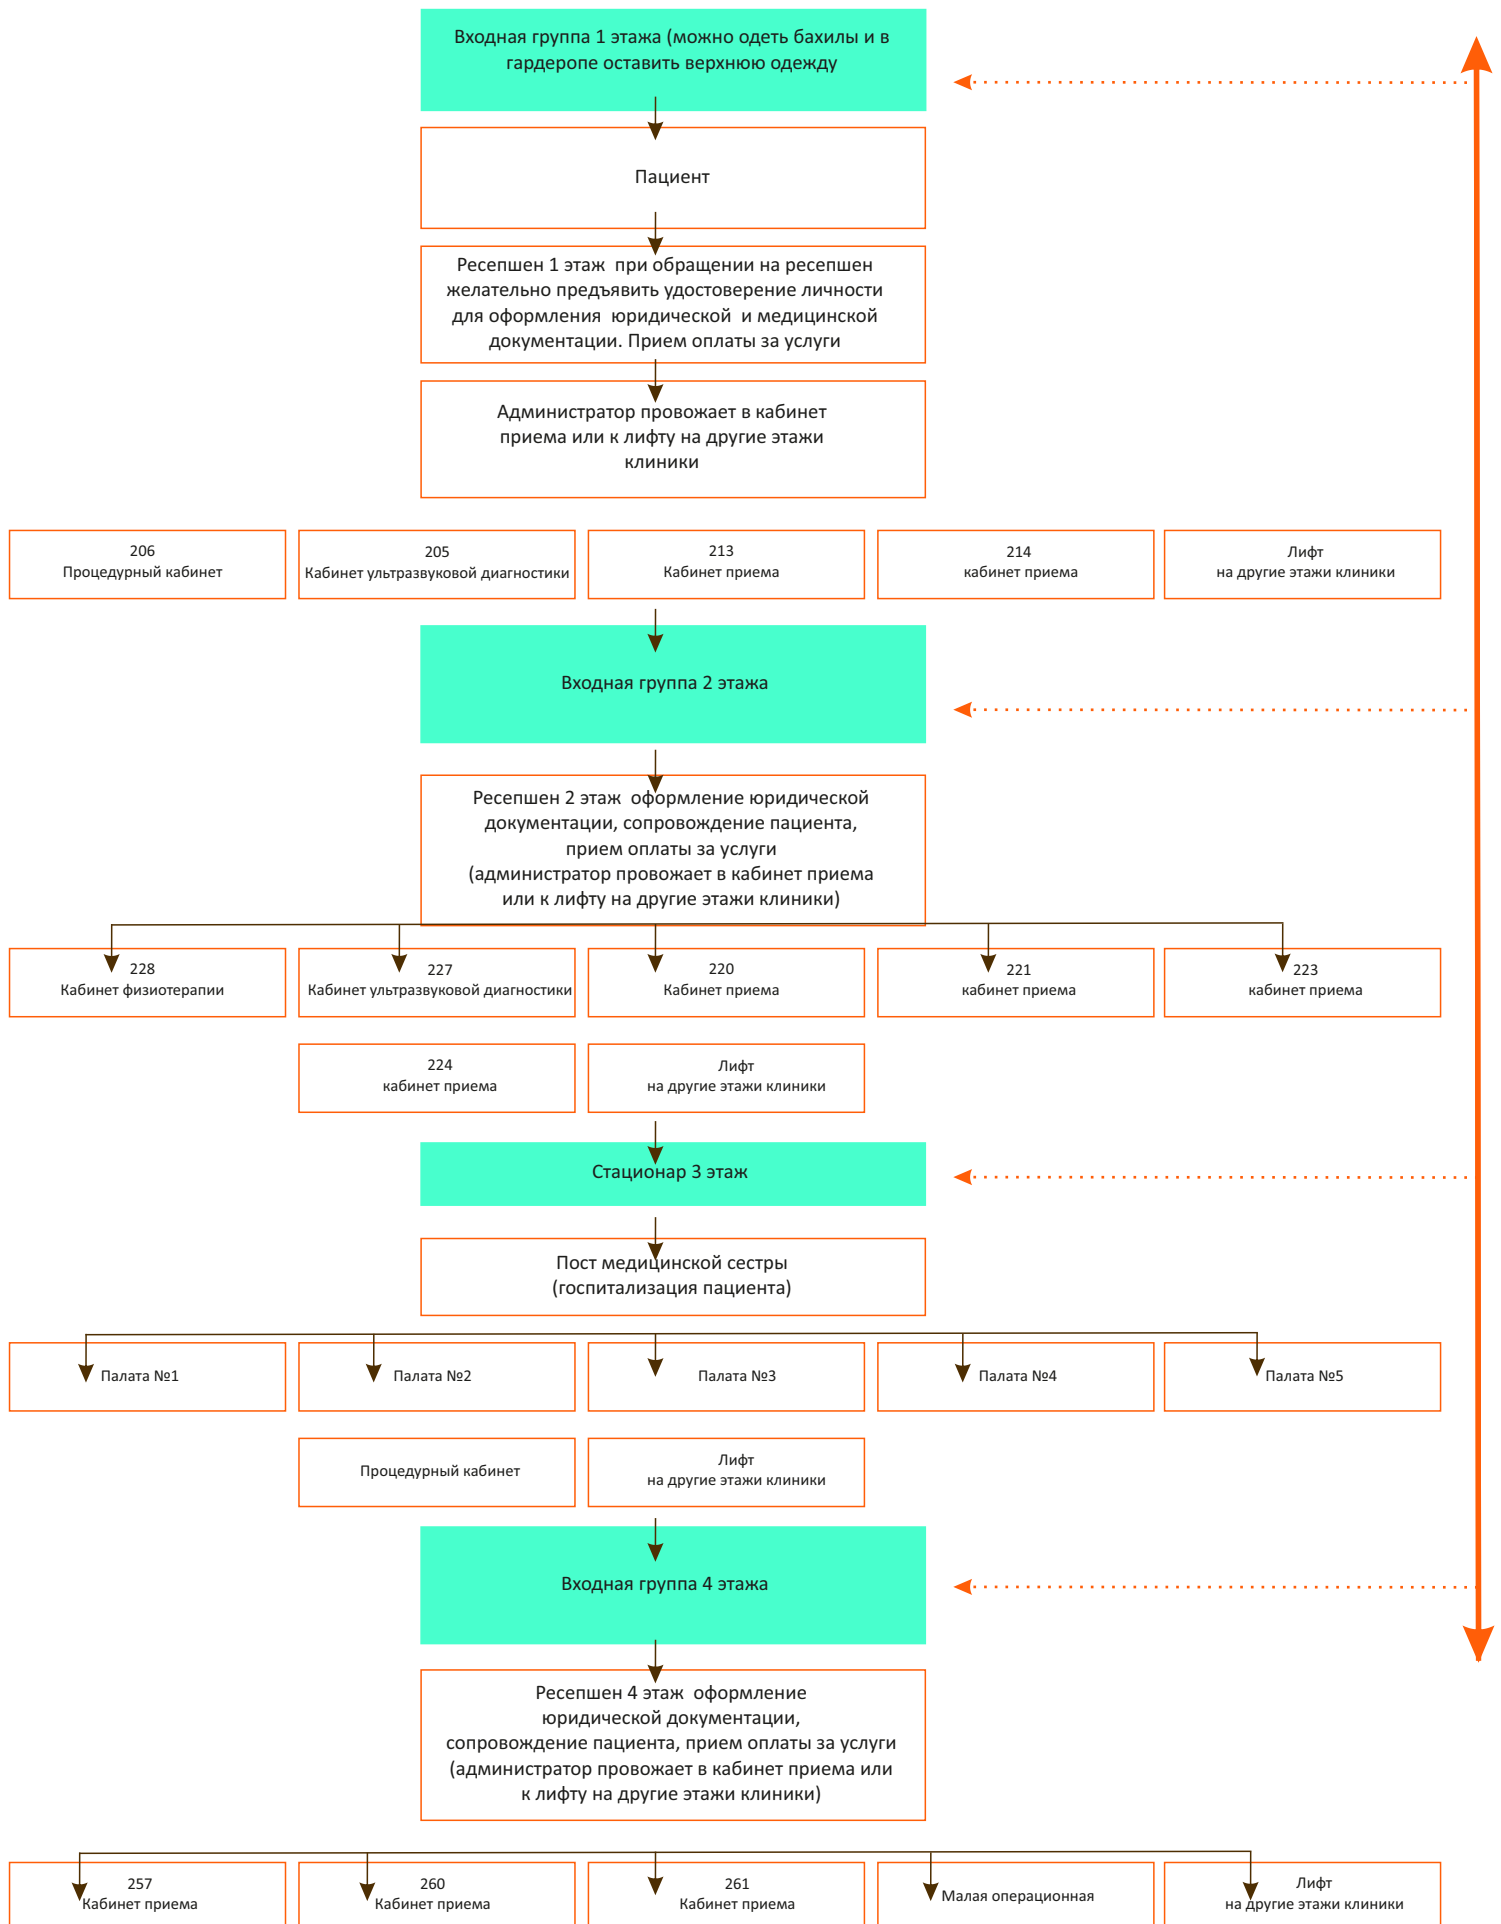 Входная группа 1 этажа (можно одеть бахилы и в
гардеропе оставить верхнюю одежду
Пациент
Ресепшен 1 этаж при обращении на ресепшен
желательно предъявить удостоверение личности
для оформления юридической и медицинской
документации. Прием оплаты за услуги
Администратор провожает в кабинет
приема или к лифту на другие этажи
клиники
206
Процедурный кабинет
205
Кабинет ультразвуковой диагностики
213
Кабинет приема
214
кабинет приема
Лифт
на другие этажи клиники
Входная группа 2 этажа
Ресепшен 2 этаж оформление юридической
документации, сопровождение пациента,
прием оплаты за услуги
(администратор провожает в кабинет приема
или к лифту на другие этажи клиники)
228
Кабинет физиотерапии
227
Кабинет ультразвуковой диагностики
220
Кабинет приема
221
кабинет приема
223
кабинет приема
224
кабинет приема
Лифт
на другие этажи клиники
Стационар 3 этаж
Пост медицинской сестры
(госпитализация пациента)
Палата №1
Палата №2
Палата №3
Палата №4
Палата №5
Процедурный кабинет
Лифт
на другие этажи клиники
Входная группа 4 этажа
Ресепшен 4 этаж оформление
юридической документации,
сопровождение пациента, прием оплаты за услуги
(администратор провожает в кабинет приема или
к лифту на другие этажи клиники)
257
Кабинет приема
260
Кабинет приема
261
Кабинет приема
Малая операционная
Лифт
на другие этажи клиники